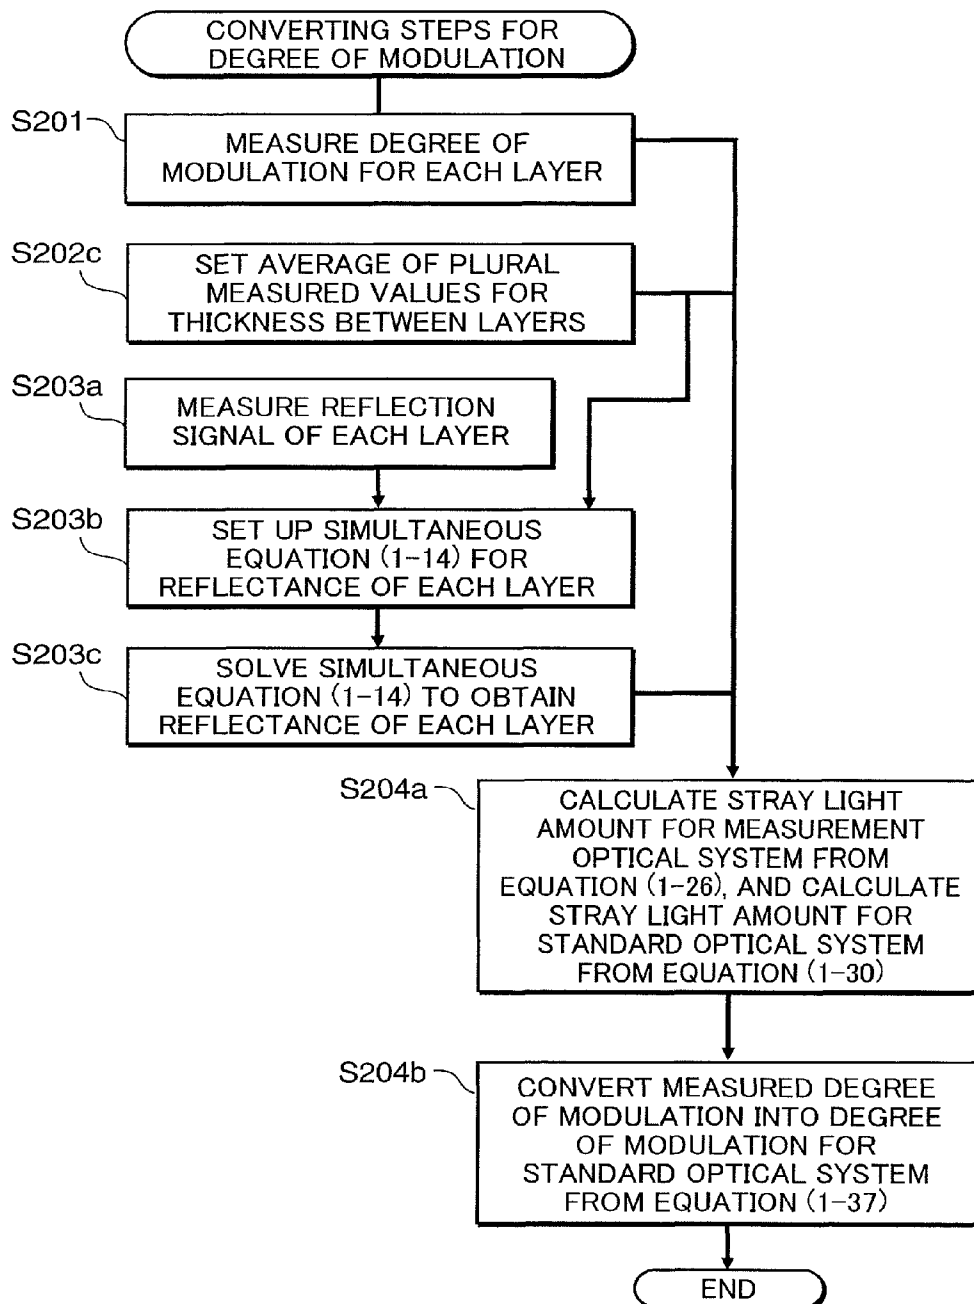 CONVERTING STEPS FOR
DEGREE OF MODULATION
S201
MEASURE DEGREE OF
MODULATION FOR EACH LAYER
S202c
SET AVERAGE OF PLURAL
MEASURED VALUES FOR
THICKNESS BETWEEN LAYERS
S203a
MEASURE REFLECTION
SIGNAL OF EACH LAYER
S203b
SET UP SIMULTANEOUS
EQUATION (1-14) FOR
REFLECTANCE OF EACH LAYER
S203c
SOLVE SIMULTANEOUS
EQUATION (1-14) TO OBTAIN
REFLECTANCE OF EACH LAYER
S204a
CALCULATE STRAY LIGHT
AMOUNT FOR MEASUREMENT
OPTICAL SYSTEM FROM
EQUATION (1-26), AND CALCULATE
STRAY LIGHT AMOUNT FOR
STANDARD OPTICAL SYSTEM
FROM EQUATION (1-30)
S204b
CONVERT MEASURED DEGREE
OF MODULATION INTO DEGREE
OF MODULATION FOR
STANDARD OPTICAL SYSTEM
FROM EQUATION (1-37)
END